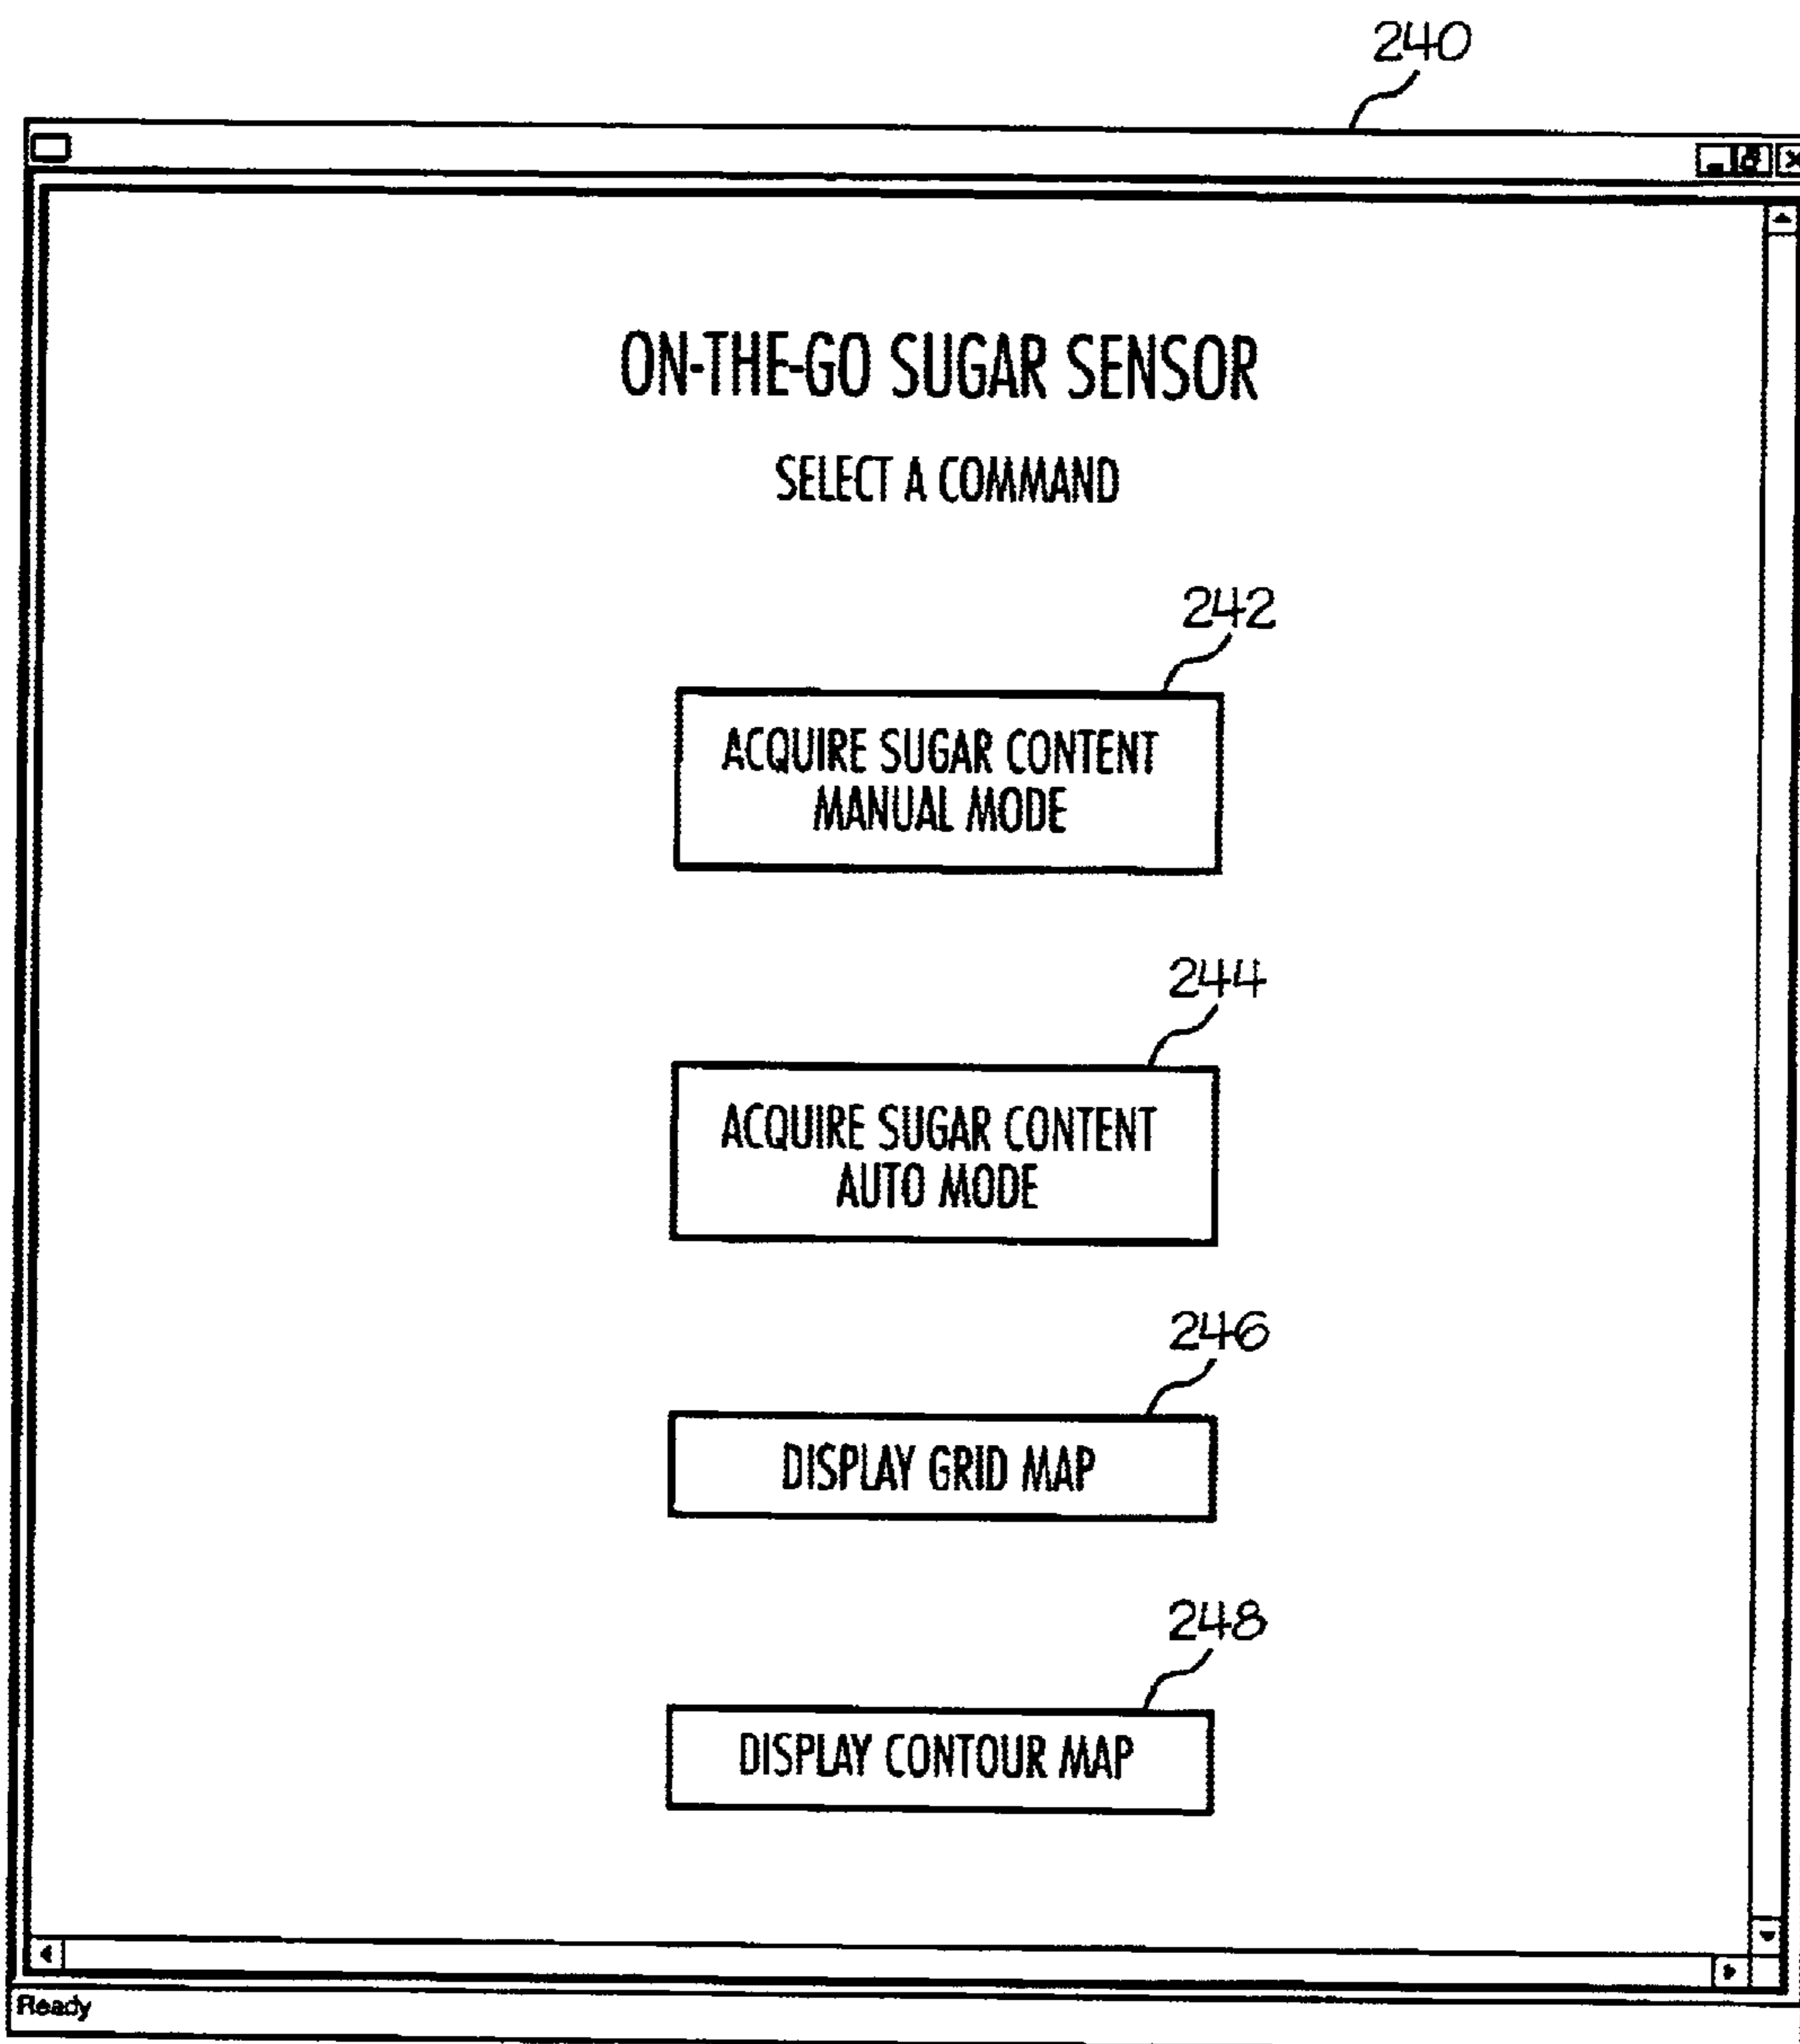 240
ON-THE-GO SUGAR SENSOR
SELECT A COMMAND
242
ACQUIRE SUGAR CONTENT
MANUAL MODE
244
ACQUIRE SUGAR CONTENT
AUTO MODE
246
DISPLAY GRID MAP
248
DISPLAY CONTOUR MAP
Ready